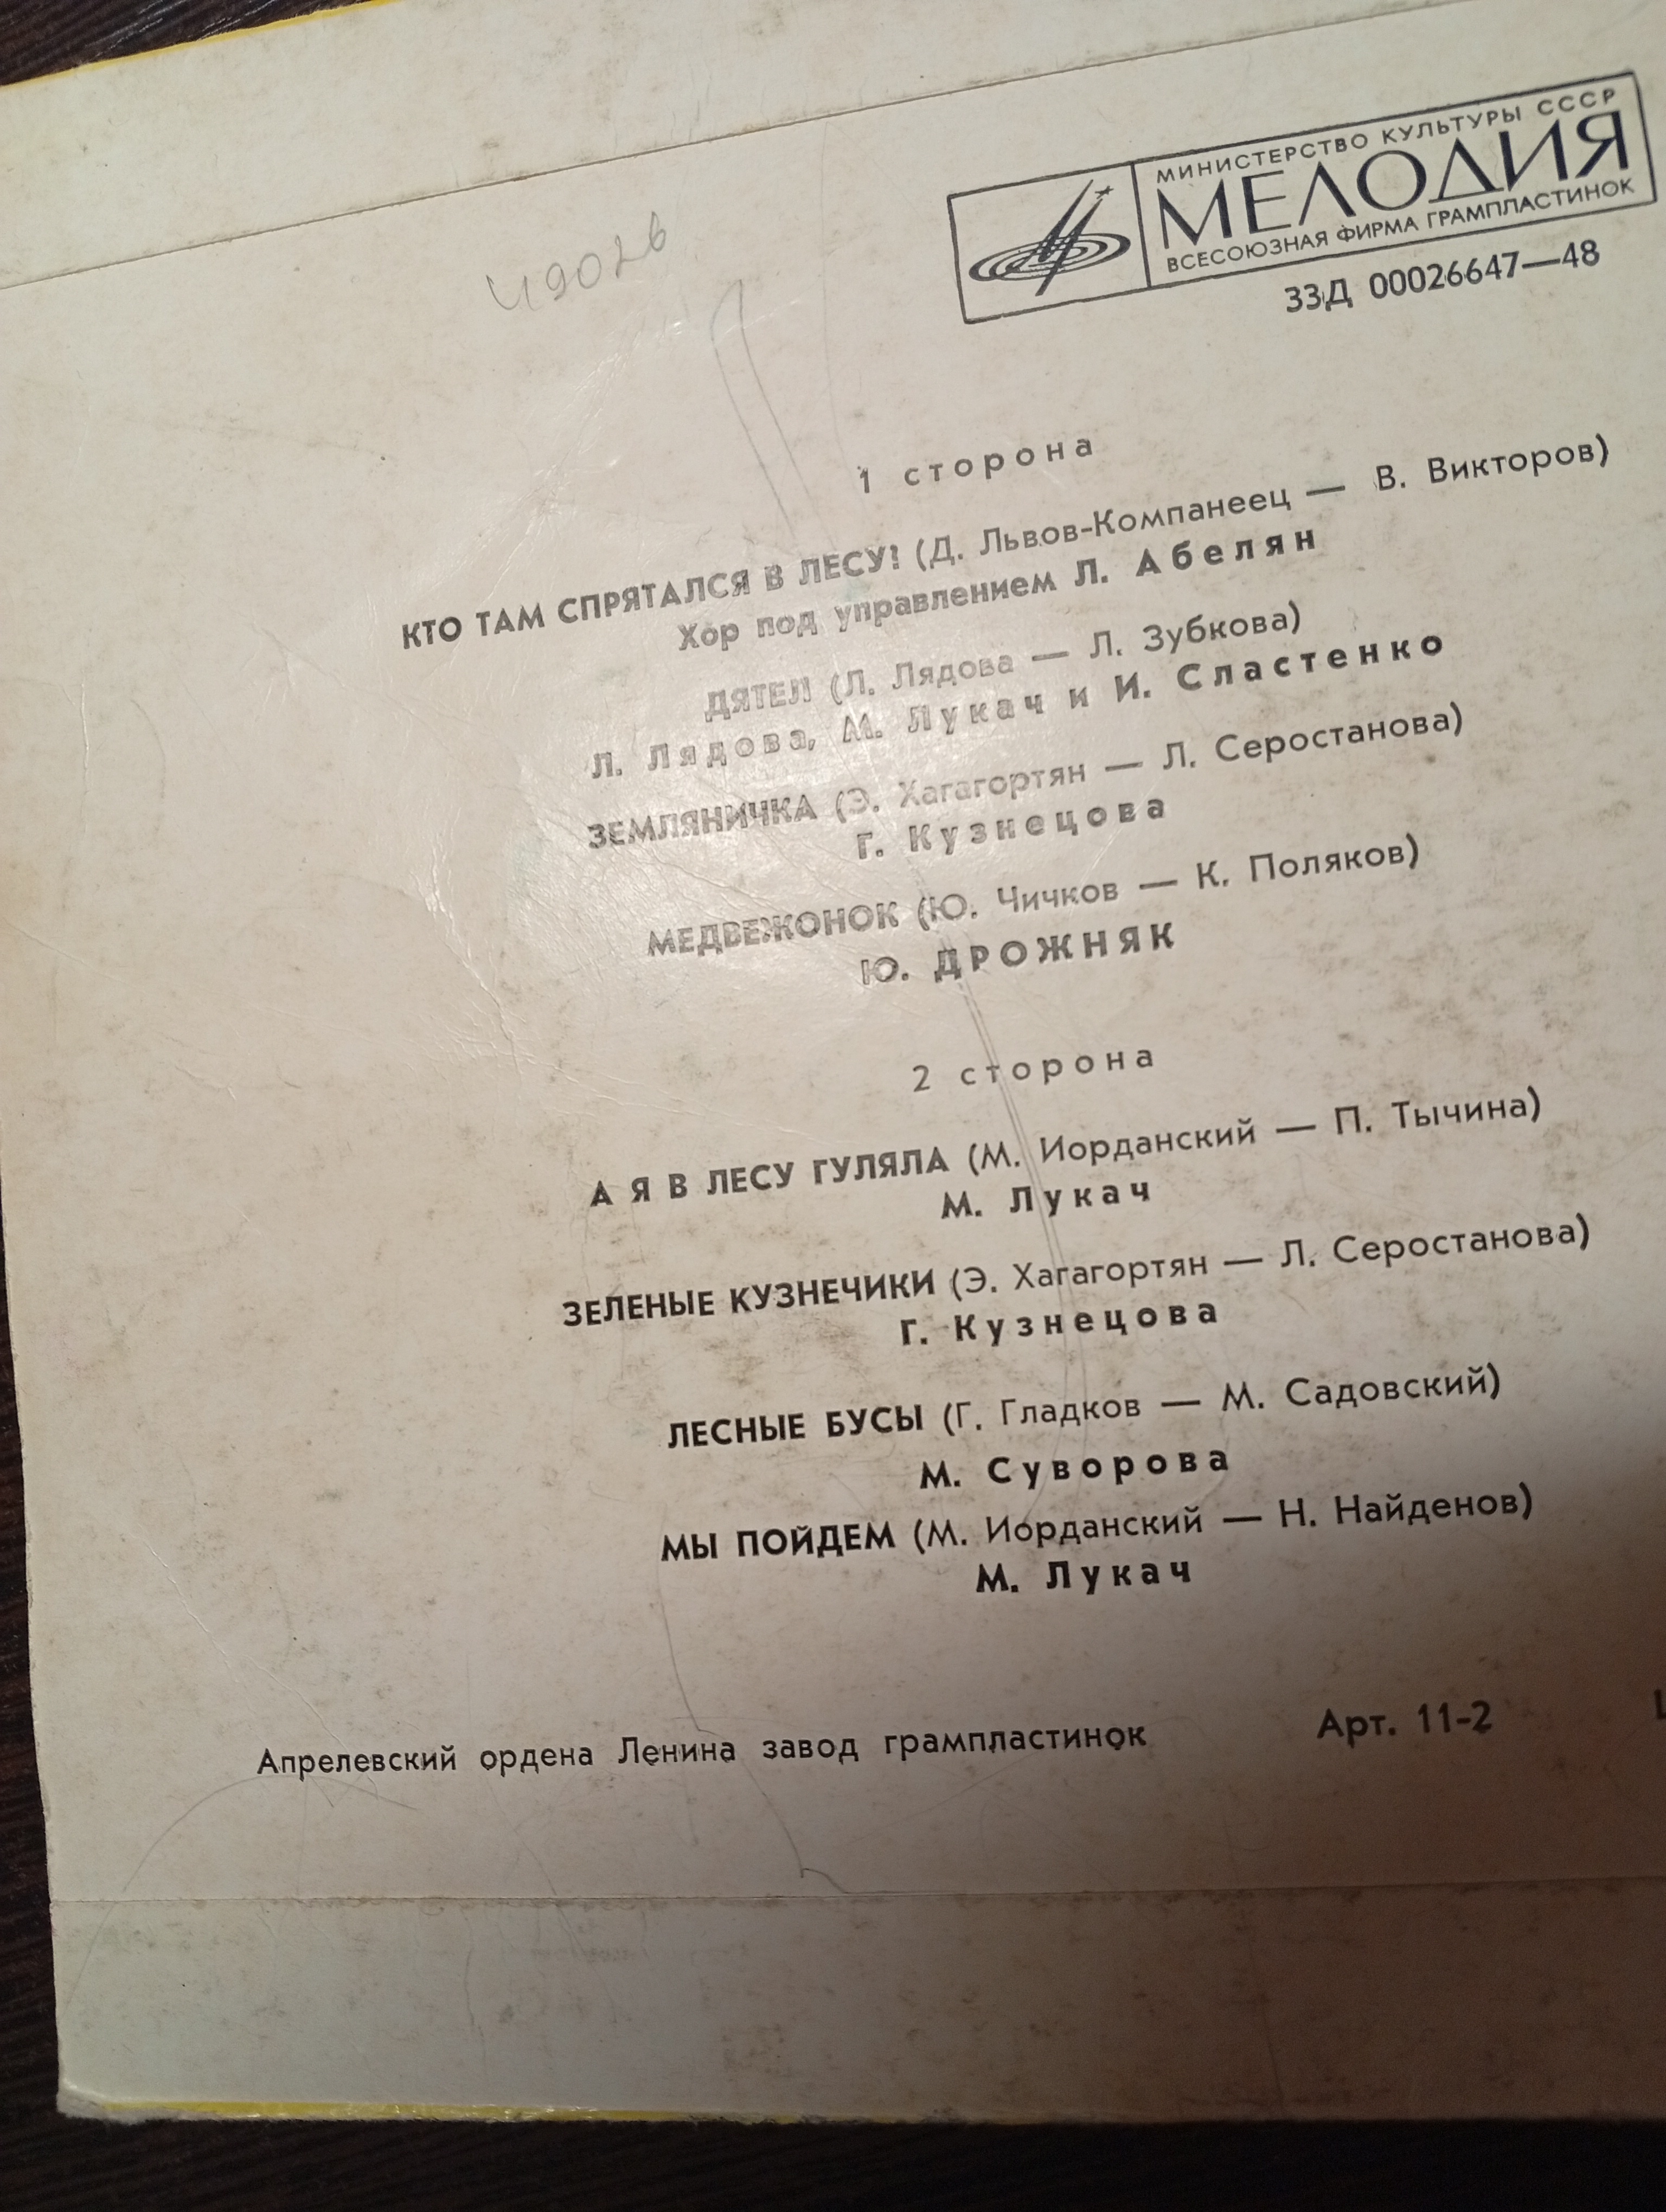 МИНИСТЕРСТВО КУЛЬТУРЫ СССР
МЕЛОДИЯ
ВСЕСОЮЗНАЯ ФИРМА ГРАМПЛАСТИНОК
33Д 00026647—48
1 сторона
КТО ТАМ СПРЯТАЛСЯ В ЛЕСУ? (Д. Львов-Компанеец — В. Викторов)
Хор под управлением Л. Абелян
ДЯТЕЛ (Л. Лядова — Л. Зубкова)
Л. Лядова, М. Лукач и И. Сластенко
ЗЕМЛЯНИЧКА (Э. Хагагортян — Л. Серостанова)
Г. Кузнецова
МЕДВЕЖОНОК (Ю. Чичков — К. Поляков)
Ю. ДРОЖНЯК
2 сторона
А Я В ЛЕСУ ГУЛЯЛА (М. Иорданский — П. Тычина)
М. Лукач
ЗЕЛЕНЫЕ КУЗНЕЧИКИ (Э. Хагагортян — Л. Серостанова)
Г. Кузнецова
ЛЕСНЫЕ БУСЫ (Г. Гладков — М. Садовский)
М. Суворова
МЫ ПОЙДЕМ (М. Иорданский — Н. Найденов)
М. Лукач
Апрелевский ордена Ленина завод грампластинок Арт. 11-2